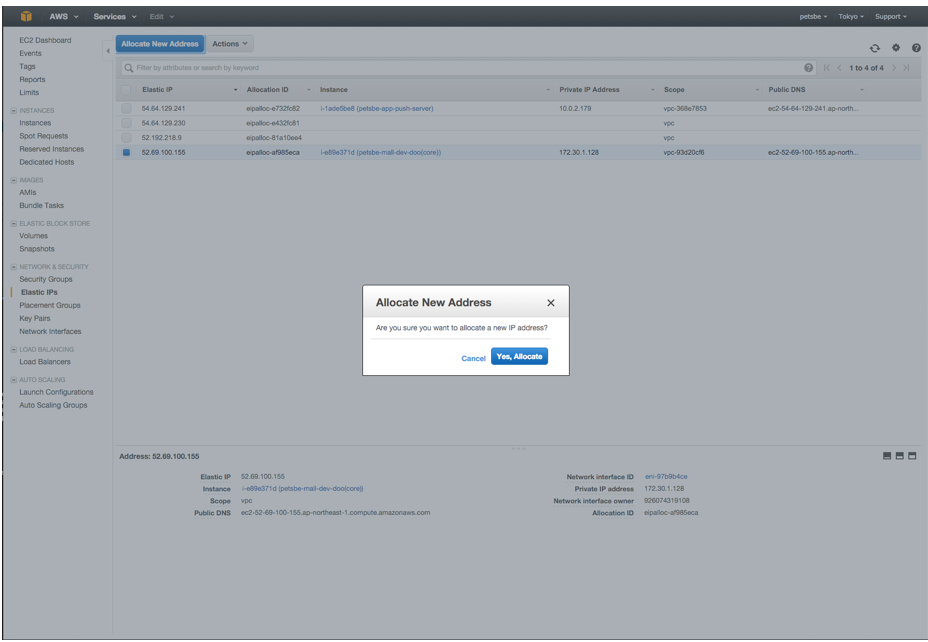 AWS Services Edit petsbe Tokyo Support
EC2 Dashboard
Events
Tags
Reports
Limits
INSTANCES
Instances
Spot Requests
Reserved Instances
Dedicated Hosts
IMAGES
AMIs
Bundle Tasks
ELASTIC BLOCK STORE
Volumes
Snapshots
NETWORK & SECURITY
Security Groups
Elastic IPs
Placement Groups
Key Pairs
Network Interfaces
LOAD BALANCING
Load Balancers
AUTO SCALING
Launch Configurations
Auto Scaling Groups
Allocate New Address Actions
Filter by attributes or search by keyword 1 to 4 of 4
Elastic IP Allocation ID Instance Private IP Address Scope Public DNS
54.64.129.241 eipalloc-e732fc82 i-1ade5be8 (petsbe-app-push-server) 10.0.2.179 vpc-368e7853 ec2-54-64-129-241.ap-north...
54.64.129.230 eipalloc-e432fc81 vpc
52.192.218.9 eipalloc-81a10ee4 vpc
52.69.100.155 eipalloc-af985eca i-e89e371d (petsbe-mall-dev-doo(core)) 172.30.1.128 vpc-93d20cf6 ec2-52-69-100-155.ap-north...
Allocate New Address
Are you sure you want to allocate a new IP address?
Cancel Yes, Allocate
Address: 52.69.100.155
Elastic IP 52.69.100.155 Network interface ID eni-97b9b4ce
Instance i-e89e371d (petsbe-mall-dev-doo(core)) Private IP address 172.30.1.128
Scope vpc Network interface owner 926074319108
Public DNS ec2-52-69-100-155.ap-northeast-1.compute.amazonaws.com Allocation ID eipalloc-af985eca